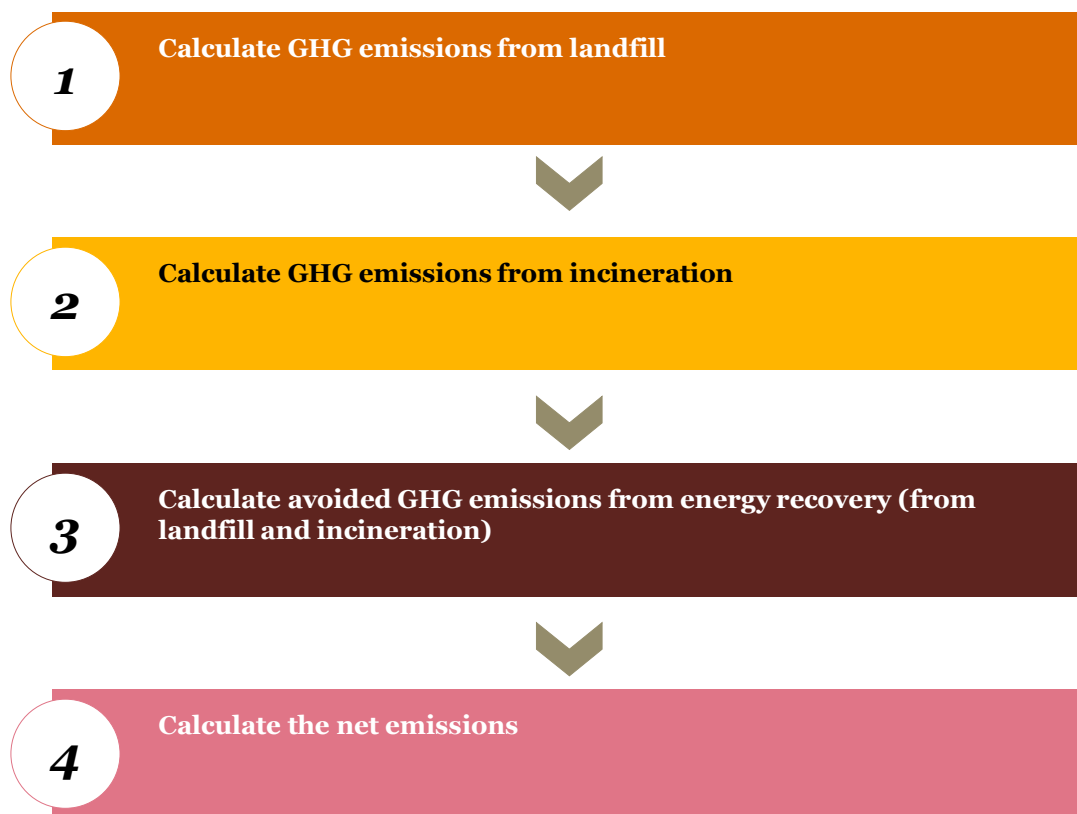 1
Calculate GHG emissions from landfill
2
Calculate GHG emissions from incineration
3
Calculate avoided GHG emissions from energy recovery (from
landfill and incineration)
4
Calculate the net emissions